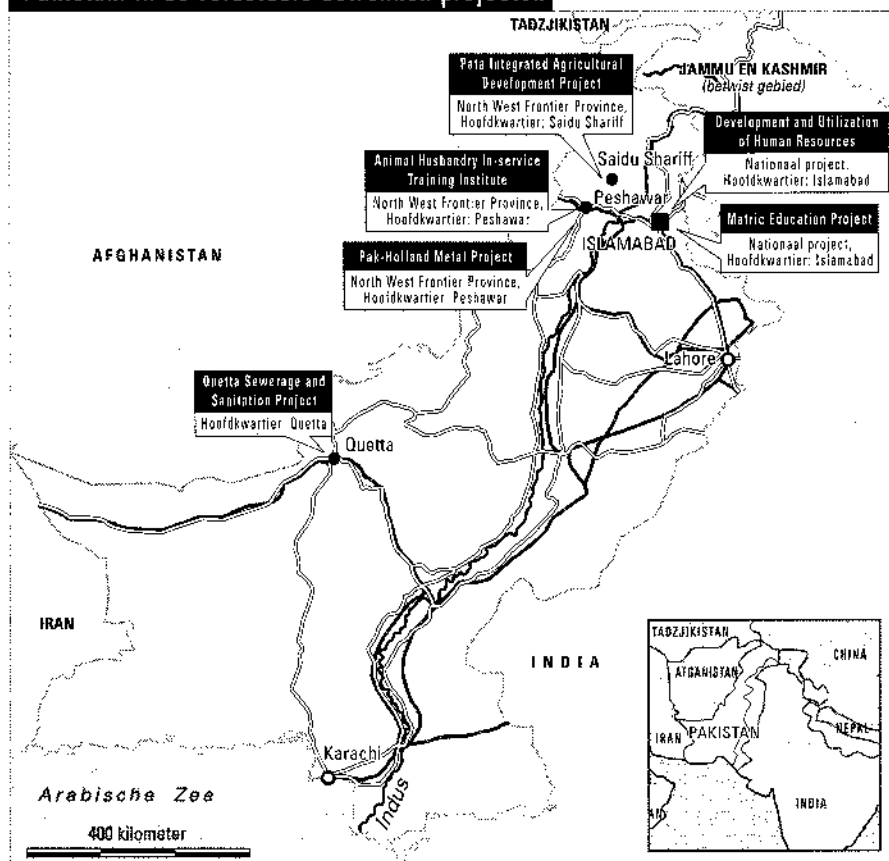 TADZJIKISTAN
Pata Integrated Agricultural
Development Project
North West Frontier Province,
Hoofdkwartier: Saidu Shariff
JAMMU EN KASHMIR
(betwist gebied)
Development and Utilization
of Human Resources
Nationaal project.
Hoofdkwartier: Islamabad
Saidu Shariff
Animal Husbandry In-service
Training Institute
North West Frontier Province,
Hoofdkwartier: Peshawar
Peshawar
Matric Education Project
Nationaal project,
Hoofdkwartier: Islamabad
ISLAMABAD
AFGHANISTAN
Pak-Holland Metal Project
North West Frontier Province,
Hoofdkwartier Peshawar
Lahore
Quetta Sewerage and
Sanitation Project
Hoofdkwartier Quetta
Quetta
IRAN
INDIA
Karachi
Indus
Arabische Zee
400 kilometer
TADZJIKISTAN
CHINA
AFGANISTAN
IRAN
PAKISTAN
NEPAL
INDIA